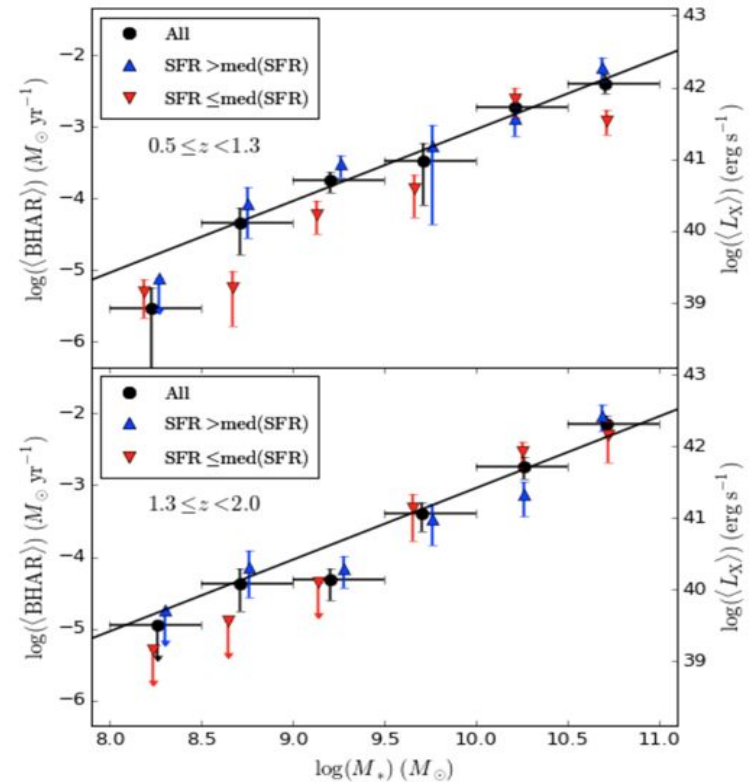 All
SFR >med(SFR)
SFR ≤med(SFR)
0.5 ≤z <1.3
log(⟨BHAR⟩) (M⊙ yr⁻¹)
−2
−3
−4
−5
−6
43
42
41
40
39
log(⟨L_X⟩) (erg s⁻¹)
All
SFR >med(SFR)
SFR ≤med(SFR)
1.3 ≤z <2.0
log(⟨BHAR⟩) (M⊙ yr⁻¹)
−2
−3
−4
−5
−6
43
42
41
40
39
log(⟨L_X⟩) (erg s⁻¹)
8.0 8.5 9.0 9.5 10.0 10.5 11.0
log(M_*) (M⊙)